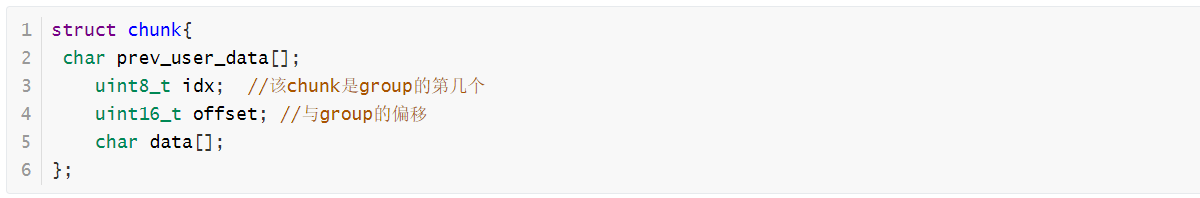 1 struct chunk{
2  char prev_user_data[];
3     uint8_t idx;  //该chunk是group的第几个
4     uint16_t offset; //与group的偏移
5     char data[];
6 };